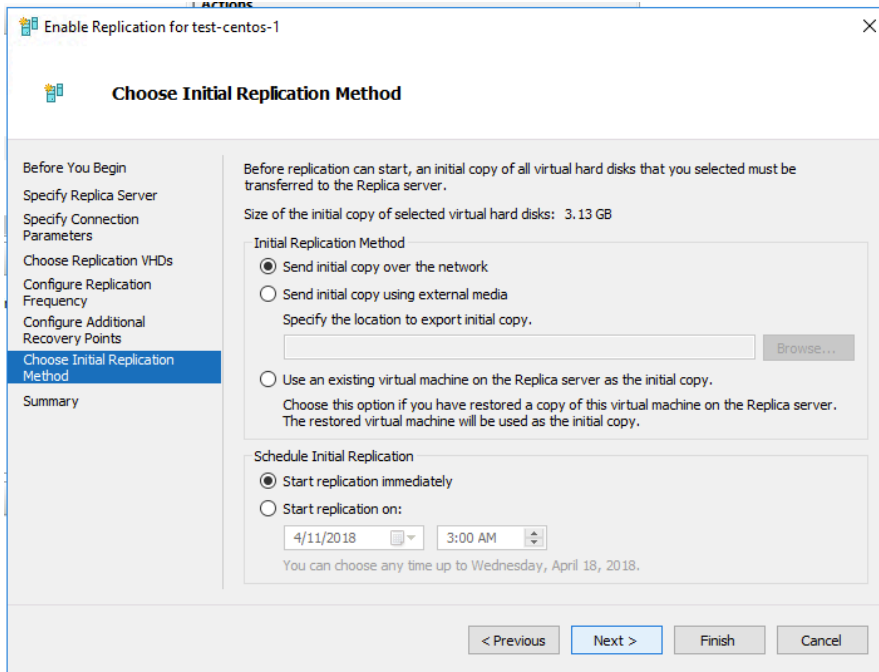 Actions
Enable Replication for test-centos-1
Choose Initial Replication Method
Before You Begin
Specify Replica Server
Specify Connection
Parameters
Choose Replication VHDs
Configure Replication
Frequency
Configure Additional
Recovery Points
Choose Initial Replication
Method
Summary
Before replication can start, an initial copy of all virtual hard disks that you selected must be
transferred to the Replica server.
Size of the initial copy of selected virtual hard disks: 3.13 GB
Initial Replication Method
Send initial copy over the network
Send initial copy using external media
Specify the location to export initial copy.
Browse...
Use an existing virtual machine on the Replica server as the initial copy.
Choose this option if you have restored a copy of this virtual machine on the Replica server.
The restored virtual machine will be used as the initial copy.
Schedule Initial Replication
Start replication immediately
Start replication on:
4/11/2018 3:00 AM
You can choose any time up to Wednesday, April 18, 2018.
< Previous Next > Finish Cancel